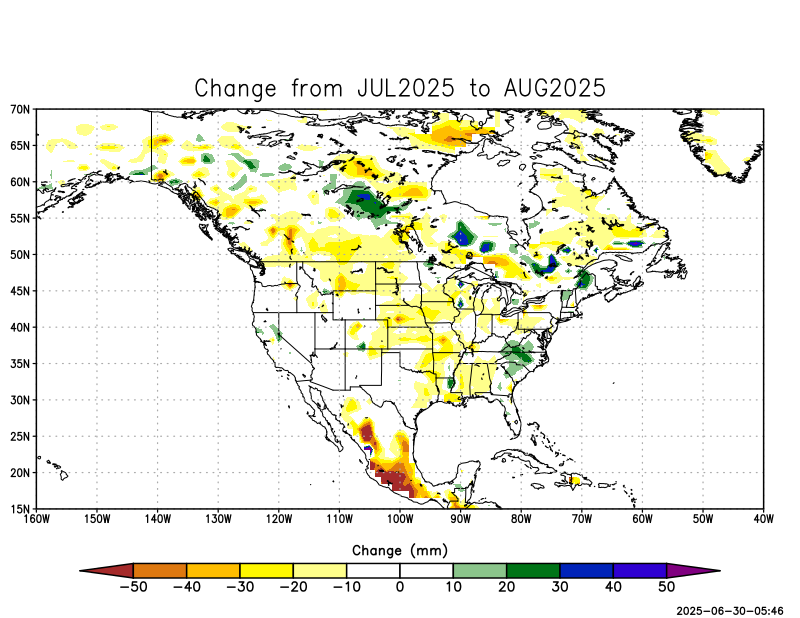 Change from JUL2025 to AUG2025
70N
65N
60N
55N
50N
45N
40N
35N
30N
25N
20N
15N
160W 150W 140W 130W 120W 110W 100W 90W 80W 70W 60W 50W 40W
Change (mm)
−50 −40 −30 −20 −10 0 10 20 30 40 50
2025-06-30-05:46